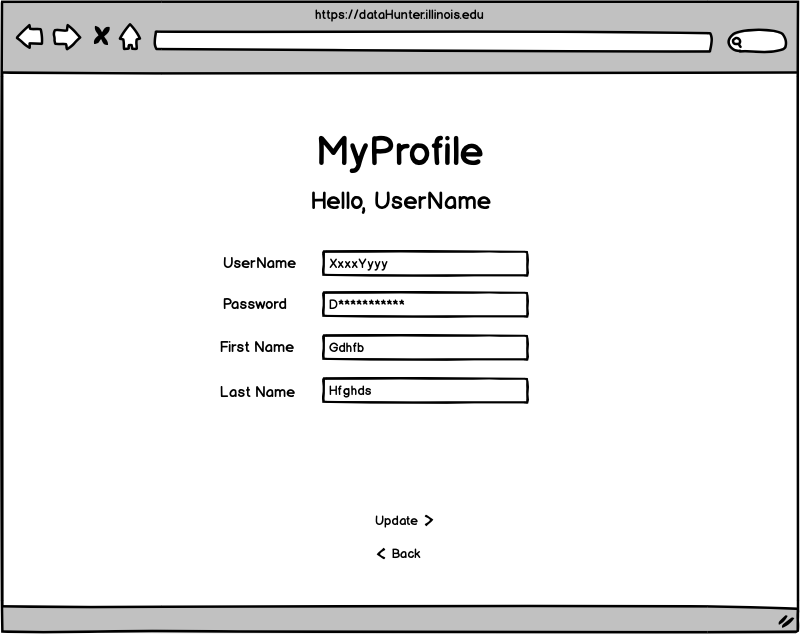 https://dataHunter.illinois.edu
MyProfile
Hello, UserName
UserName XxxxYyyy
Password D***********
First Name Gdhfb
Last Name Hfghds
Update >
< Back